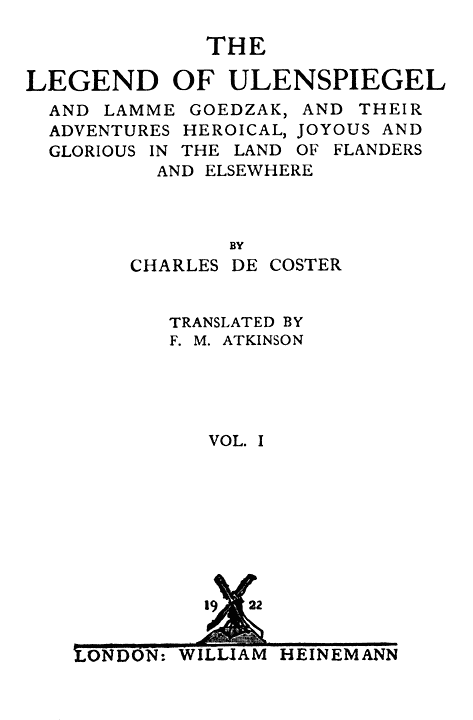 THE
LEGEND OF ULENSPIEGEL
AND LAMME GOEDZAK, AND THEIR
ADVENTURES HEROICAL, JOYOUS AND
GLORIOUS IN THE LAND OF FLANDERS
AND ELSEWHERE
BY
CHARLES DE COSTER
TRANSLATED BY
F. M. ATKINSON
VOL. I
19 22
LONDON: WILLIAM HEINEMANN